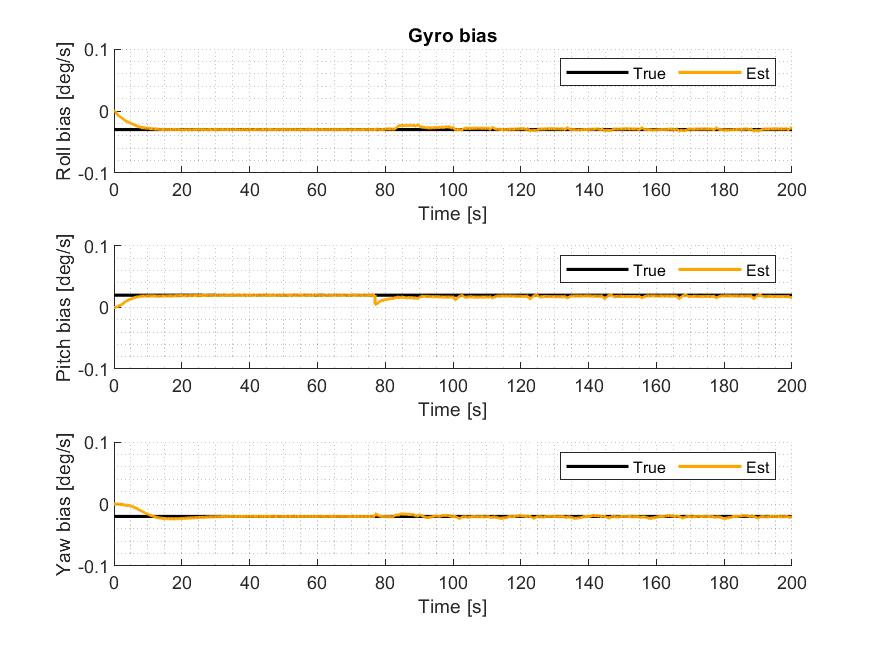 Gyro bias
0.1
0
-0.1
Roll bias [deg/s]
True Est
0 20 40 60 80 100 120 140 160 180 200
Time [s]
0.1
0
-0.1
Pitch bias [deg/s]
True Est
0 20 40 60 80 100 120 140 160 180 200
Time [s]
0.1
0
-0.1
Yaw bias [deg/s]
True Est
0 20 40 60 80 100 120 140 160 180 200
Time [s]